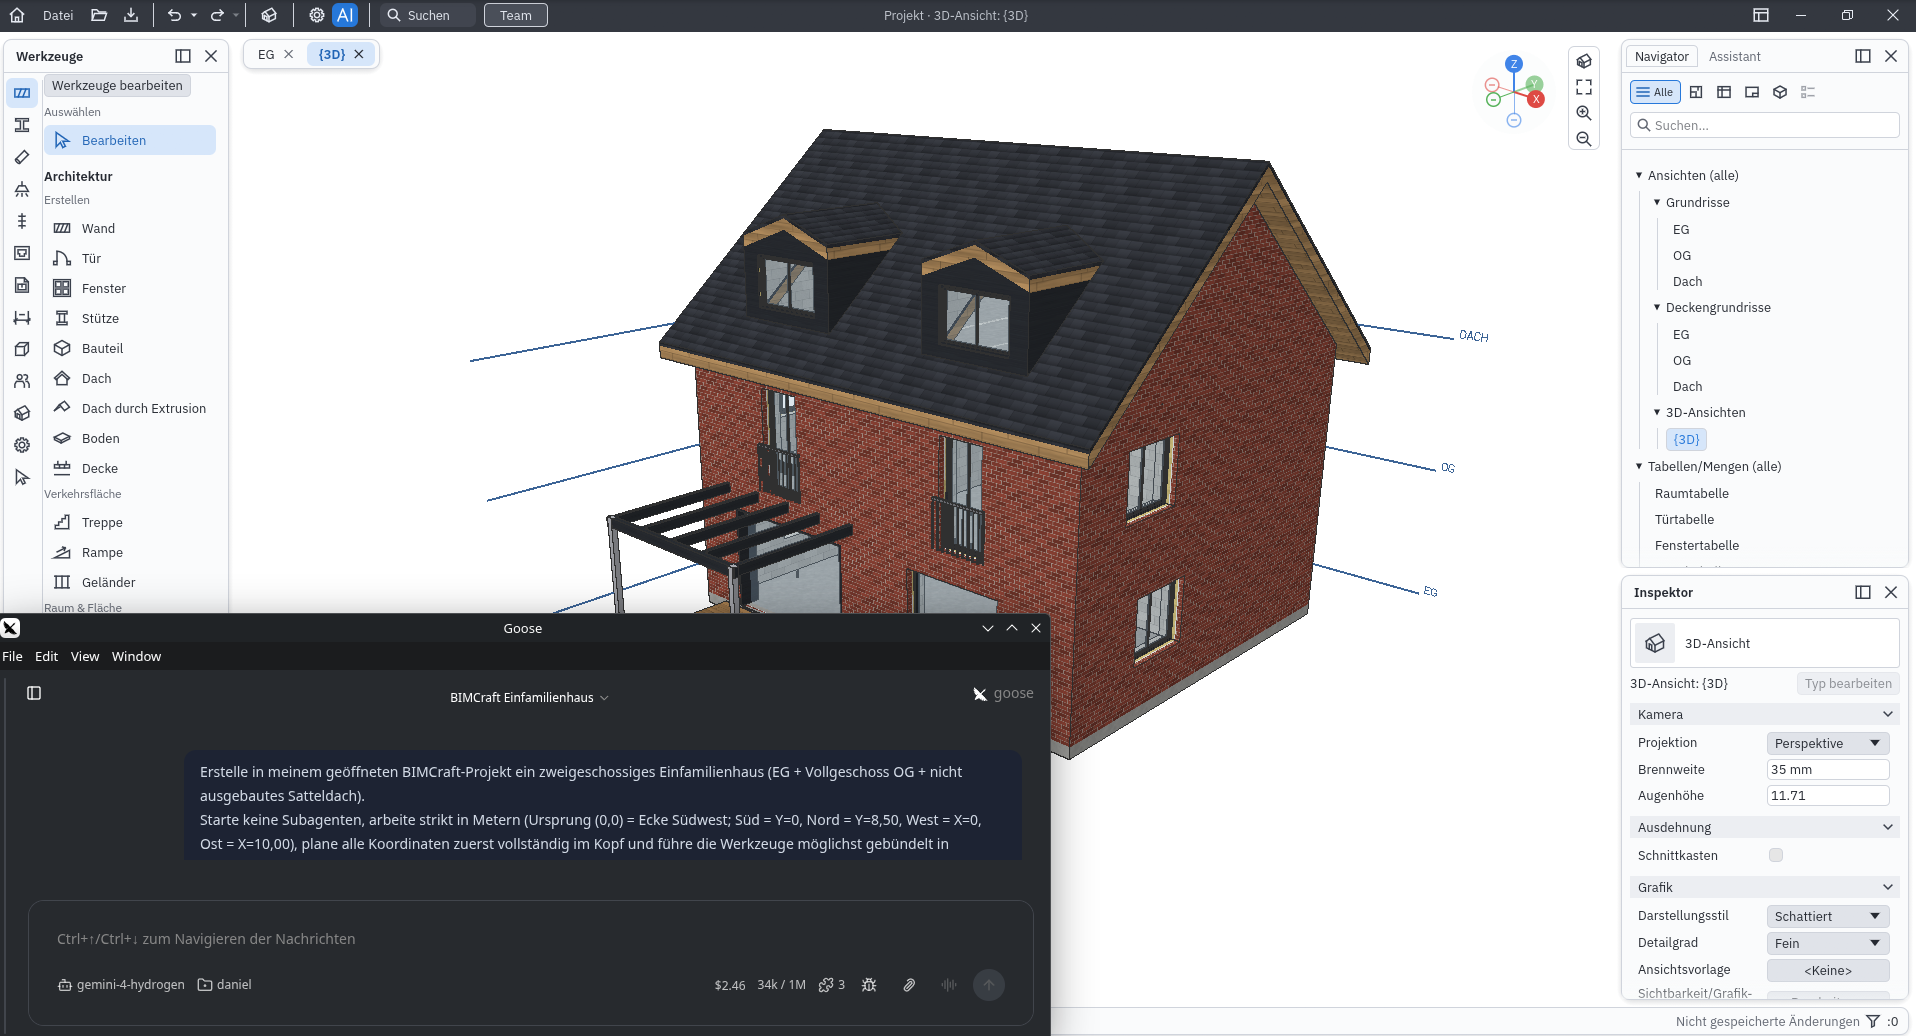 Datei
AI
Suchen
Team
Projekt · 3D-Ansicht: {3D}
Werkzeuge
Werkzeuge bearbeiten
Auswählen
Bearbeiten
Architektur
Erstellen
Wand
Tür
Fenster
Stütze
Bauteil
Dach
Dach durch Extrusion
Boden
Decke
Verkehrsfläche
Treppe
Rampe
Geländer
Raum & Fläche
EG
{3D}
Z
Y
X
DACH
OG
EG
Navigator
Assistant
Alle
Suchen...
Ansichten (alle)
Grundrisse
EG
OG
Dach
Deckengrundrisse
EG
OG
Dach
3D-Ansichten
{3D}
Tabellen/Mengen (alle)
Raumtabelle
Türtabelle
Fenstertabelle
Inspektor
3D-Ansicht
3D-Ansicht: {3D}
Typ bearbeiten
Kamera
Projektion
Perspektive
Brennweite
35 mm
Augenhöhe
11.71
Ausdehnung
Schnittkasten
Grafik
Darstellungsstil
Schattiert
Detailgrad
Fein
Ansichtsvorlage
<Keine>
Sichtbarkeit/Grafik-
Nicht gespeicherte Änderungen
:0
Goose
File
Edit
View
Window
BIMCraft Einfamilienhaus
goose
Erstelle in meinem geöffneten BIMCraft-Projekt ein zweigeschossiges Einfamilienhaus (EG + Vollgeschoss OG + nicht
ausgebautes Satteldach).
Starte keine Subagenten, arbeite strikt in Metern (Ursprung (0,0) = Ecke Südwest; Süd = Y=0, Nord = Y=8,50, West = X=0,
Ost = X=10,00), plane alle Koordinaten zuerst vollständig im Kopf und führe die Werkzeuge möglichst gebündelt in
Ctrl+↑/Ctrl+↓ zum Navigieren der Nachrichten
gemini-4-hydrogen
daniel
$2.46
34k / 1M
3